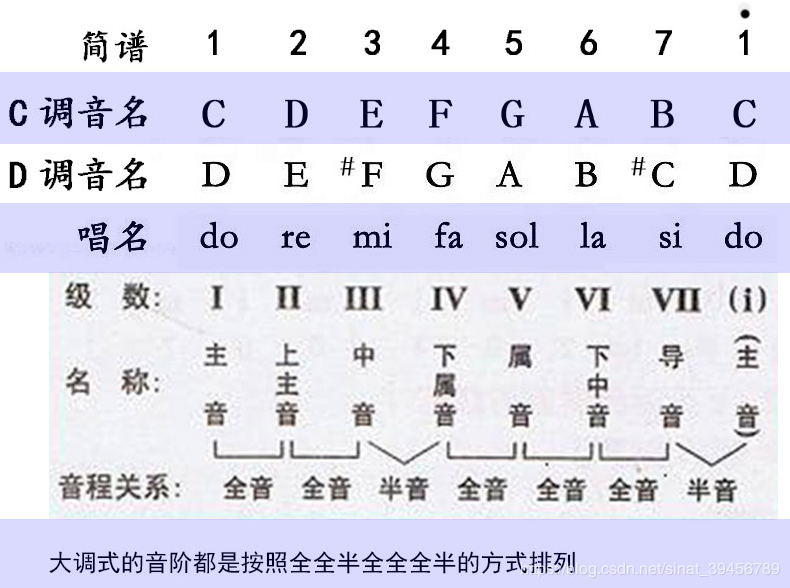 简谱 1 2 3 4 5 6 7 1̇
C 调音名 C D E F G A B C
D 调音名 D E #F G A B #C D
唱名 do re mi fa sol la si do
级 数: I II III IV V VI VII (i)
名 称: 主音 上主音 中音 下属音 属音 下中音 导音 (主音)
音程关系: 全音 全音 半音 全音 全音 全音 半音
大调式的音阶都是按照全全半全全全半的方式排列
blog.csdn.net/sinat_39456789